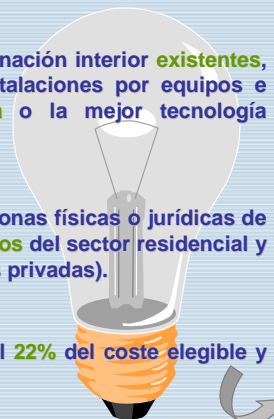 nación interior existentes,
stalaciones por equipos e
o la mejor tecnología
onas físicas o jurídicas de
os del sector residencial y
s privadas).
l 22% del coste elegible y